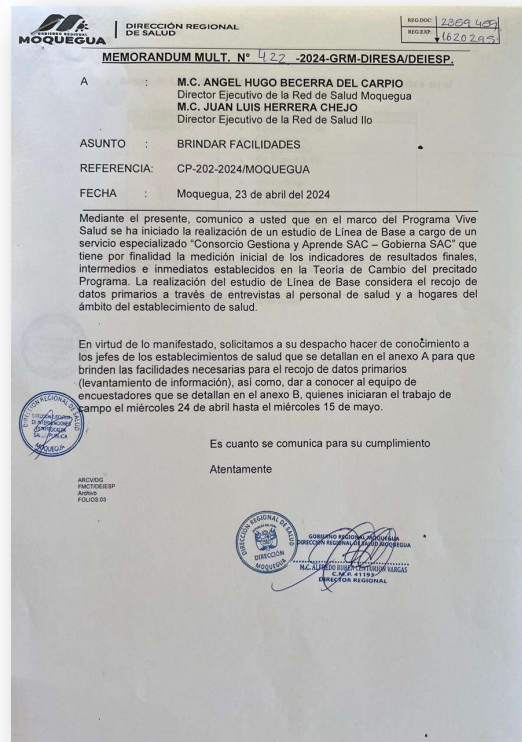 GOBIERNO REGIONAL
MOQUEGUA
DIRECCIÓN REGIONAL
DE SALUD
REG.DOC:
REG.EXP: 1620295
MEMORANDUM MULT. N° 422 -2024-GRM-DIRESA/DEIESP.
A : M.C. ANGEL HUGO BECERRA DEL CARPIO
Director Ejecutivo de la Red de Salud Moquegua
M.C. JUAN LUIS HERRERA CHEJO
Director Ejecutivo de la Red de Salud Ilo
ASUNTO : BRINDAR FACILIDADES
REFERENCIA: CP-202-2024/MOQUEGUA
FECHA : Moquegua, 23 de abril del 2024
Mediante el presente, comunico a usted que en el marco del Programa Vive
Salud se ha iniciado la realización de un estudio de Línea de Base a cargo de un
servicio especializado “Consorcio Gestiona y Aprende SAC – Gobierna SAC” que
tiene por finalidad la medición inicial de los indicadores de resultados finales,
intermedios e inmediatos establecidos en la Teoría de Cambio del precitado
Programa. La realización del estudio de Línea de Base considera el recojo de
datos primarios a través de entrevistas al personal de salud y a hogares del
ámbito del establecimiento de salud.
En virtud de lo manifestado, solicitamos a su despacho hacer de conocimiento a
los jefes de los establecimientos de salud que se detallan en el anexo A para que
brinden las facilidades necesarias para el recojo de datos primarios
(levantamiento de información), así como, dar a conocer al equipo de
encuestadores que se detallan en el anexo B, quienes iniciaran el trabajo de
campo el miércoles 24 de abril hasta el miércoles 15 de mayo.
DIRECCIÓN REGIONAL DE SALUD
MOQUEGUA
Es cuanto se comunica para su cumplimiento
Atentamente
ARCV/DG
FMCT/DEIESP
Archivo
FOLIOS:03
DIRECCIÓN REGIONAL DE SALUD
DIRECCIÓN
MOQUEGUA
GOBIERNO REGIONAL MOQUEGUA
DIRECCIÓN REGIONAL DE SALUD MOQUEGUA
M.C. ALFREDO RUBEN CENTURION VARGAS
C.M.P. 41193
DIRECTOR REGIONAL